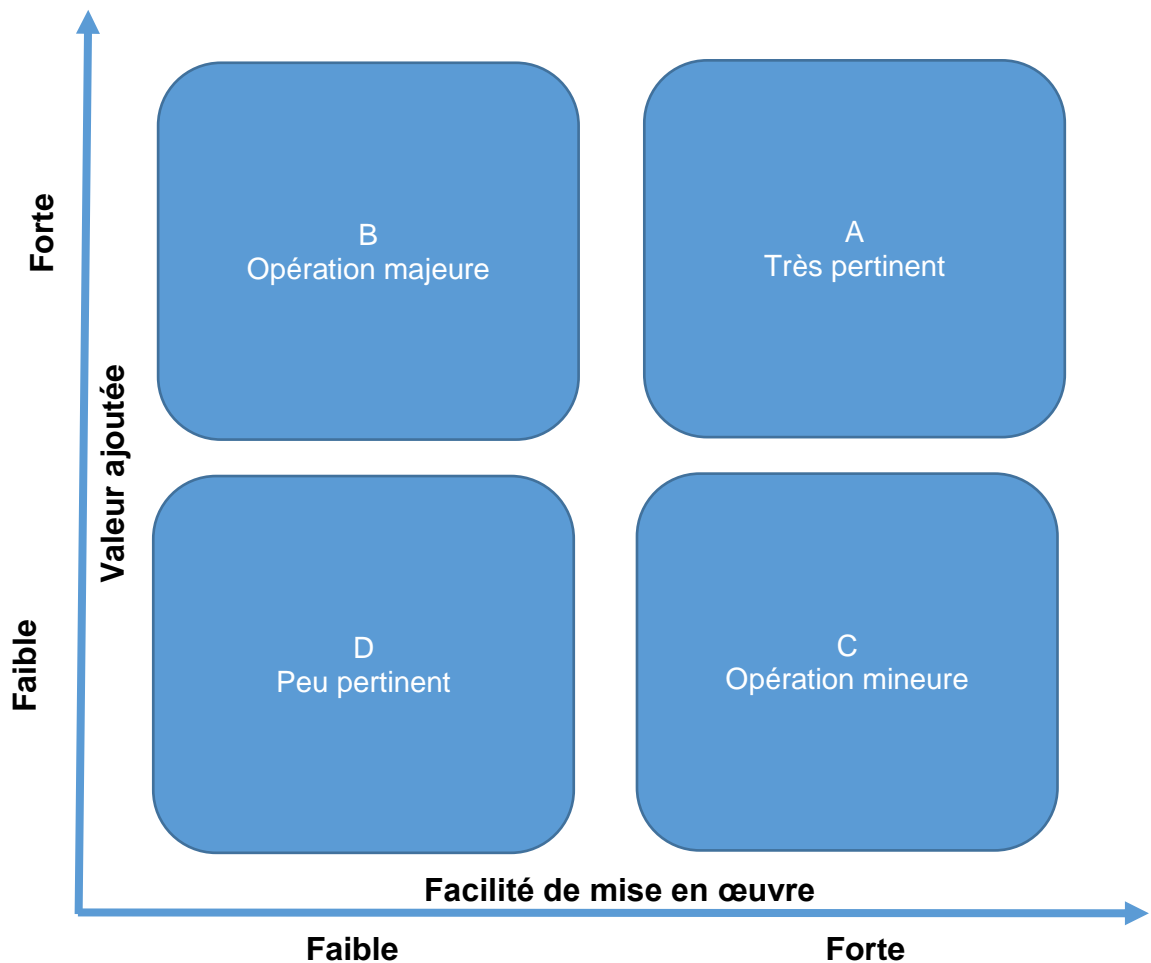 Forte
B
Opération majeure
A
Très pertinent
Valeur ajoutée
Faible
D
Peu pertinent
C
Opération mineure
Facilité de mise en œuvre
Faible
Forte